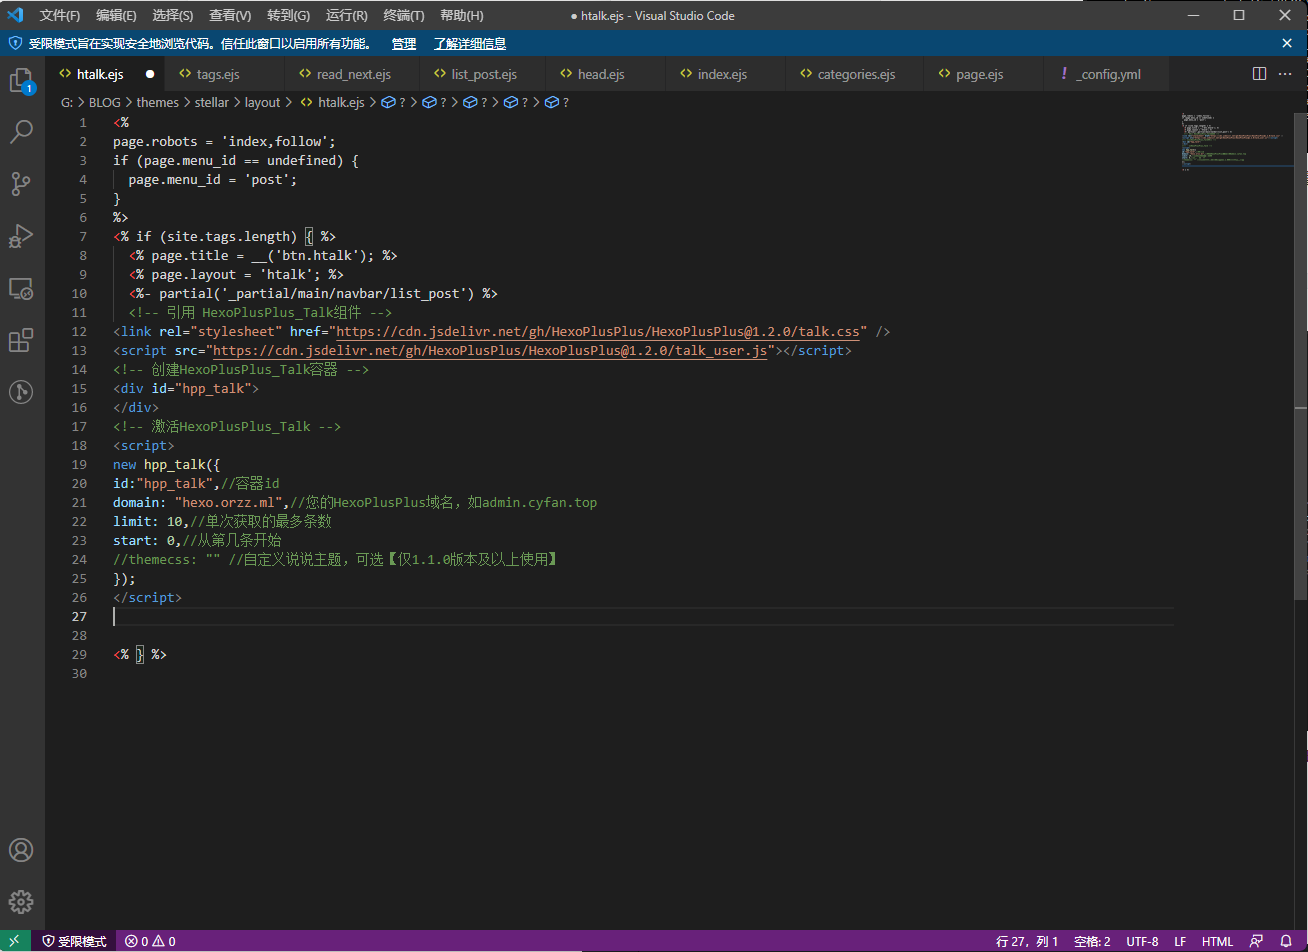 文件(F) 编辑(E) 选择(S) 查看(V) 转到(G) 运行(R) 终端(T) 帮助(H) ● htalk.ejs - Visual Studio Code
受限模式旨在实现安全地浏览代码。信任此窗口以启用所有功能。 管理 了解详细信息
htalk.ejs tags.ejs read_next.ejs list_post.ejs head.ejs index.ejs categories.ejs page.ejs ! _config.yml
1
G: > BLOG > themes > stellar > layout > htalk.ejs > ? > ? > ? > ? > ?
1 <%
2 page.robots = 'index,follow';
3 if (page.menu_id == undefined) {
4 page.menu_id = 'post';
5 }
6 %>
7 <% if (site.tags.length) { %>
8 <% page.title = __('btn.htalk'); %>
9 <% page.layout = 'htalk'; %>
10 <%- partial('_partial/main/navbar/list_post') %>
11 <!-- 引用 HexoPlusPlus_Talk组件 -->
12 <link rel="stylesheet" href="https://cdn.jsdelivr.net/gh/HexoPlusPlus/HexoPlusPlus@1.2.0/talk.css" />
13 <script src="https://cdn.jsdelivr.net/gh/HexoPlusPlus/HexoPlusPlus@1.2.0/talk_user.js"></script>
14 <!-- 创建HexoPlusPlus_Talk容器 -->
15 <div id="hpp_talk">
16 </div>
17 <!-- 激活HexoPlusPlus_Talk -->
18 <script>
19 new hpp_talk({
20 id:"hpp_talk",//容器id
21 domain: "hexo.orzz.ml",//您的HexoPlusPlus域名，如admin.cyfan.top
22 limit: 10,//单次获取的最多条数
23 start: 0,//从第几条开始
24 //themecss: "" //自定义说说主题，可选【仅1.1.0版本及以上使用】
25 });
26 </script>
27
28
29 <% } %>
30
受限模式 0 0 行 27，列 1 空格: 2 UTF-8 LF HTML